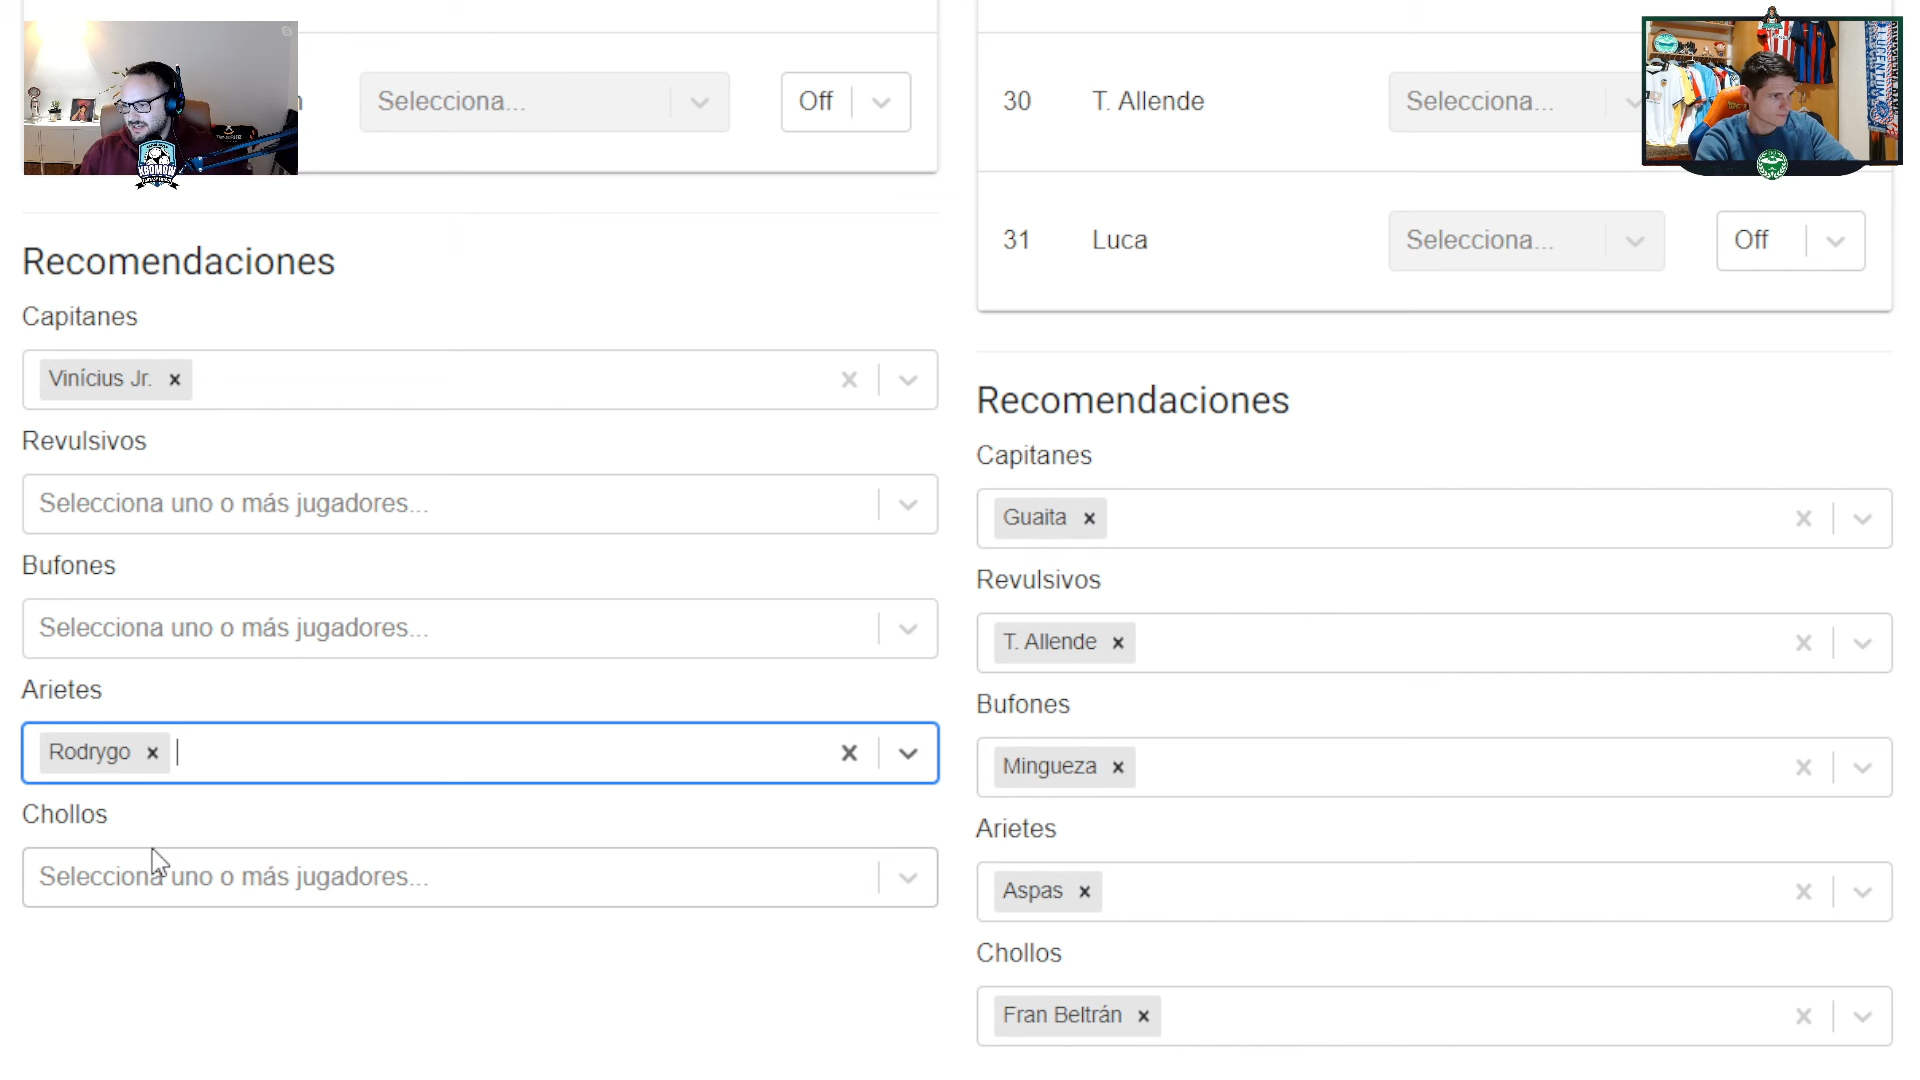 n
Selecciona...
Off
Recomendaciones
Capitanes
Vinícius Jr.
Revulsivos
Selecciona uno o más jugadores...
Bufones
Selecciona uno o más jugadores...
Arietes
Rodrygo
Chollos
Selecciona uno o más jugadores...
30 T. Allende Selecciona...
31 Luca Selecciona... Off
Recomendaciones
Capitanes
Guaita
Revulsivos
T. Allende
Bufones
Mingueza
Arietes
Aspas
Chollos
Fran Beltrán